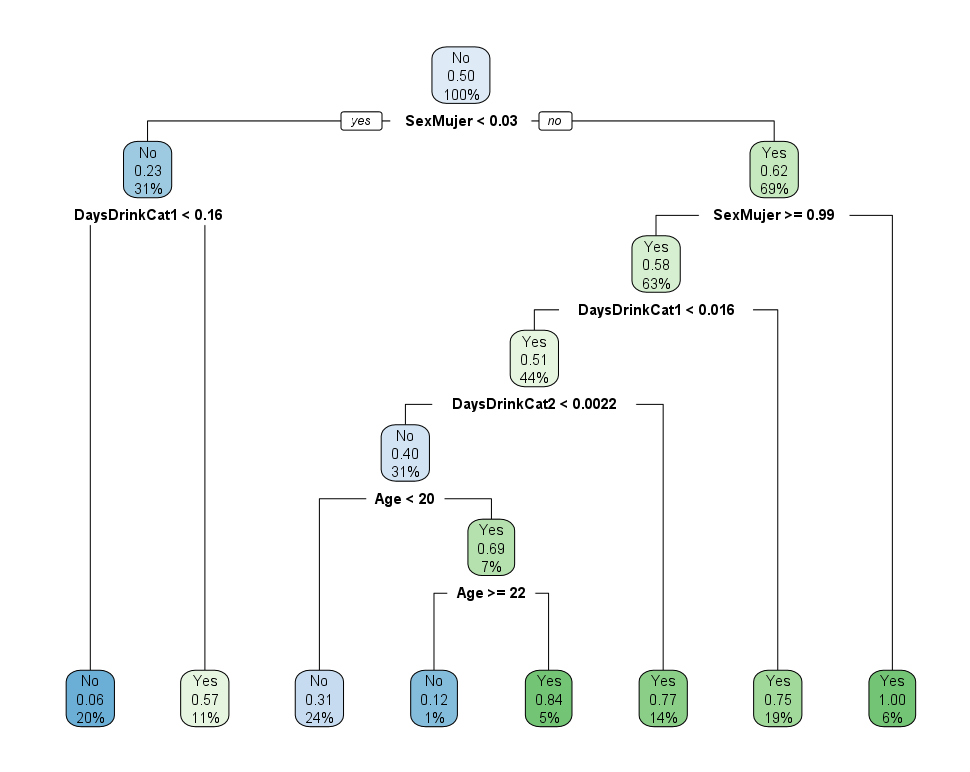 No
0.50
100%
yes
SexMujer < 0.03
no
No
0.23
31%
Yes
0.62
69%
DaysDrinkCat1 < 0.16
SexMujer >= 0.99
Yes
0.58
63%
DaysDrinkCat1 < 0.016
Yes
0.51
44%
DaysDrinkCat2 < 0.0022
No
0.40
31%
Age < 20
Yes
0.69
7%
Age >= 22
No
0.06
20%
Yes
0.57
11%
No
0.31
24%
No
0.12
1%
Yes
0.84
5%
Yes
0.77
14%
Yes
0.75
19%
Yes
1.00
6%